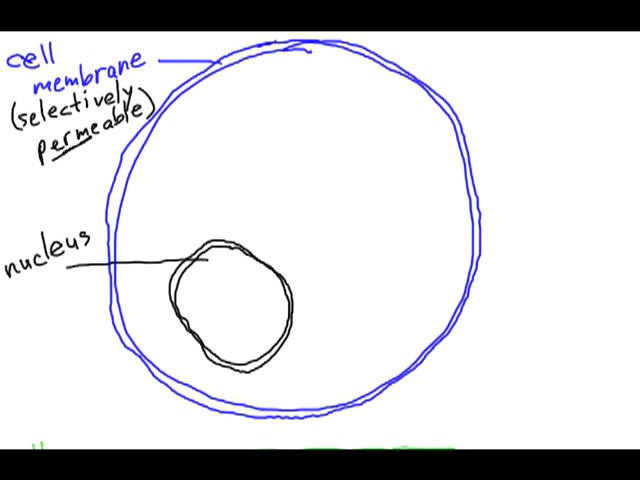 cell
membrane
(selectively
permeable)
nucleus